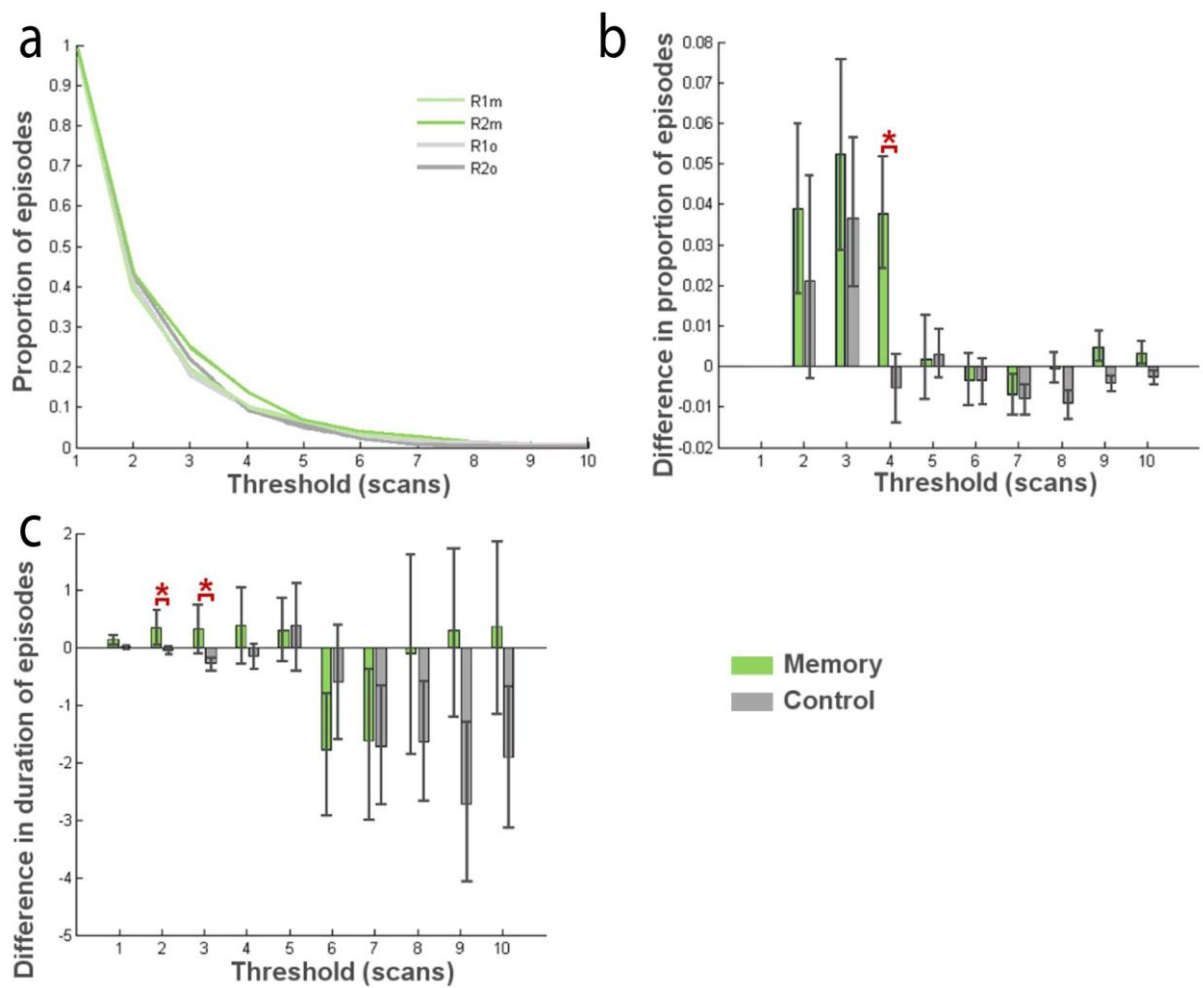 a
Proportion of episodes
1
0.9
0.8
0.7
0.6
0.5
0.4
0.3
0.2
0.1
0
1 2 3 4 5 6 7 8 9 10
Threshold (scans)
R1m
R2m
R1o
R2o
b
Difference in proportion of episodes
0.08
0.07
0.06
0.05
0.04
0.03
0.02
0.01
0
-0.01
-0.02
*
1 2 3 4 5 6 7 8 9 10
Threshold (scans)
c
Difference in duration of episodes
2
1
0
-1
-2
-3
-4
-5
* *
1 2 3 4 5 6 7 8 9 10
Threshold (scans)
Memory
Control